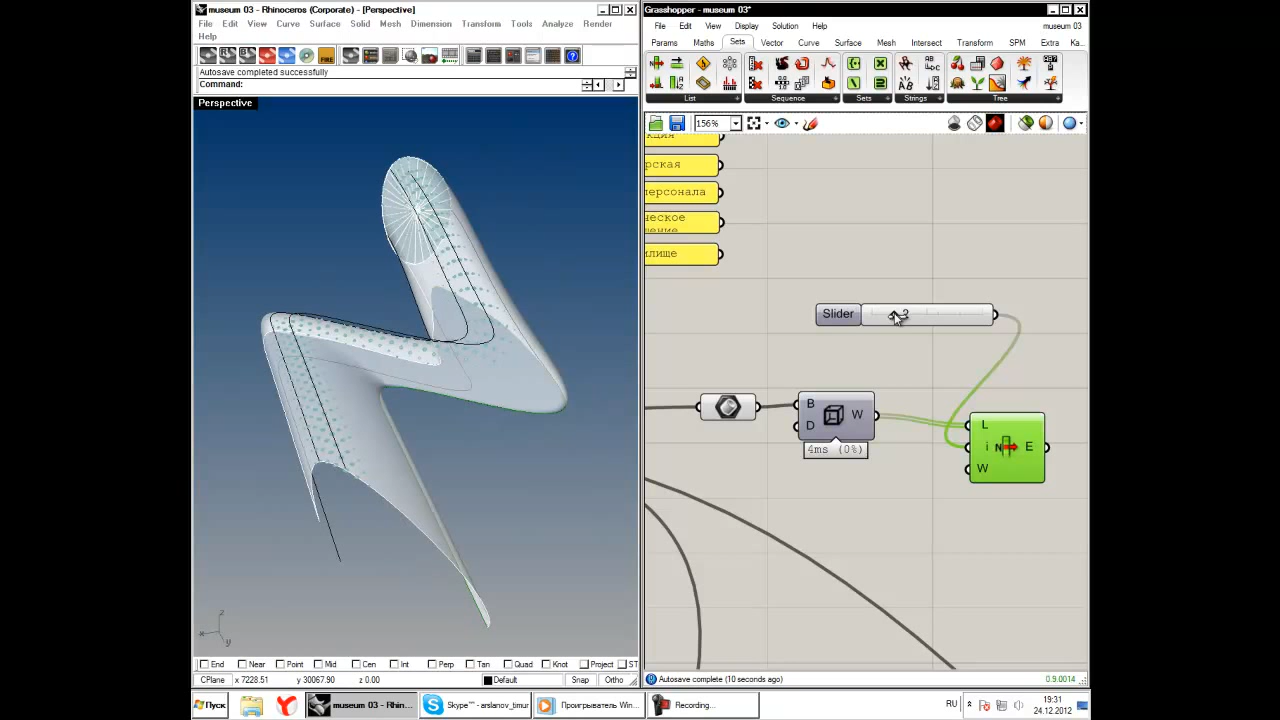 museum 03 - Rhinoceros (Corporate) - [Perspective]
File Edit View Curve Surface Solid Mesh Dimension Transform Tools Analyze Render
Help
Autosave completed successfully
Command:
Perspective
End Near Point Mid Cen Int Perp Tan Quad Knot Project ST
CPlane x 7228.51 y 30067.90 z 0.00 Default Snap Ortho
Grasshopper - museum 03*
File Edit View Display Solution Help museum 03
Params Maths Sets Vector Curve Surface Mesh Intersect Transform SPM Extra Ka...
List Sequence Sets Strings Tree
156%
рская
персонала
ческое
илище
Slider
B
D
W
4ms (0%)
L
i
W
E
Autosave complete (10 seconds ago) 0.9.0014
Пуск museum 03 - Rhin... Skype™ - arslanov_timur Проигрыватель Win... Recording... RU 19:31
24.12.2012